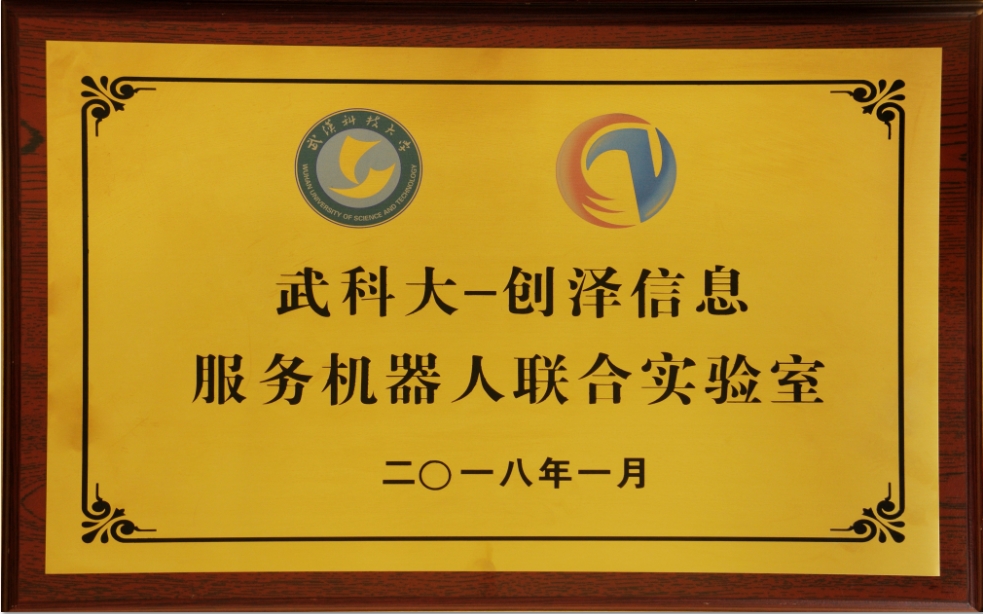 武汉科技大学
WUHAN UNIVERSITY OF SCIENCE AND TECHNOLOGY
武科大-创泽信息
服务机器人联合实验室
二〇一八年一月